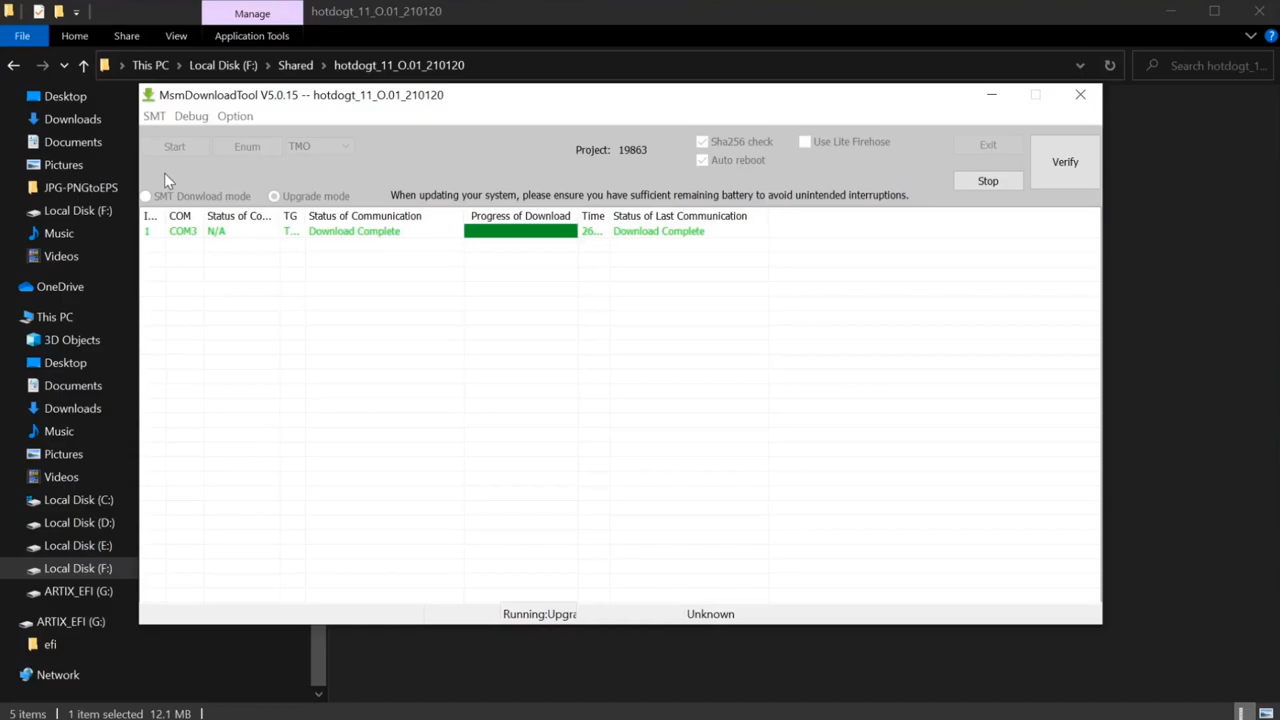 Manage
hotdogt_11_O.01_210120
File
Home
Share
View
Application Tools
This PC
Local Disk (F:)
Shared
hotdogt_11_O.01_210120
Search hotdogt_1...
Desktop
Downloads
Documents
Pictures
JPG-PNGtoEPS
Local Disk (F:)
Music
Videos
OneDrive
This PC
3D Objects
Desktop
Documents
Downloads
Music
Pictures
Videos
Local Disk (C:)
Local Disk (D:)
Local Disk (E:)
Local Disk (F:)
ARTIX_EFI (G:)
ARTIX_EFI (G:)
efi
Network
5 items
1 item selected 12.1 MB
MsmDownloadTool V5.0.15 -- hotdogt_11_O.01_210120
SMT Debug Option
Start Enum TMO
Project: 19863
Sha256 check
Use Lite Firehose
Auto reboot
Exit
Stop
Verify
SMT Donwload mode
Upgrade mode
When updating your system, please ensure you have sufficient remaining battery to avoid unintended interruptions.
I... COM Status of Co... TG Status of Communication Progress of Download Time Status of Last Communication
1 COM3 N/A T... Download Complete 26... Download Complete
Running:Upgra
Unknown